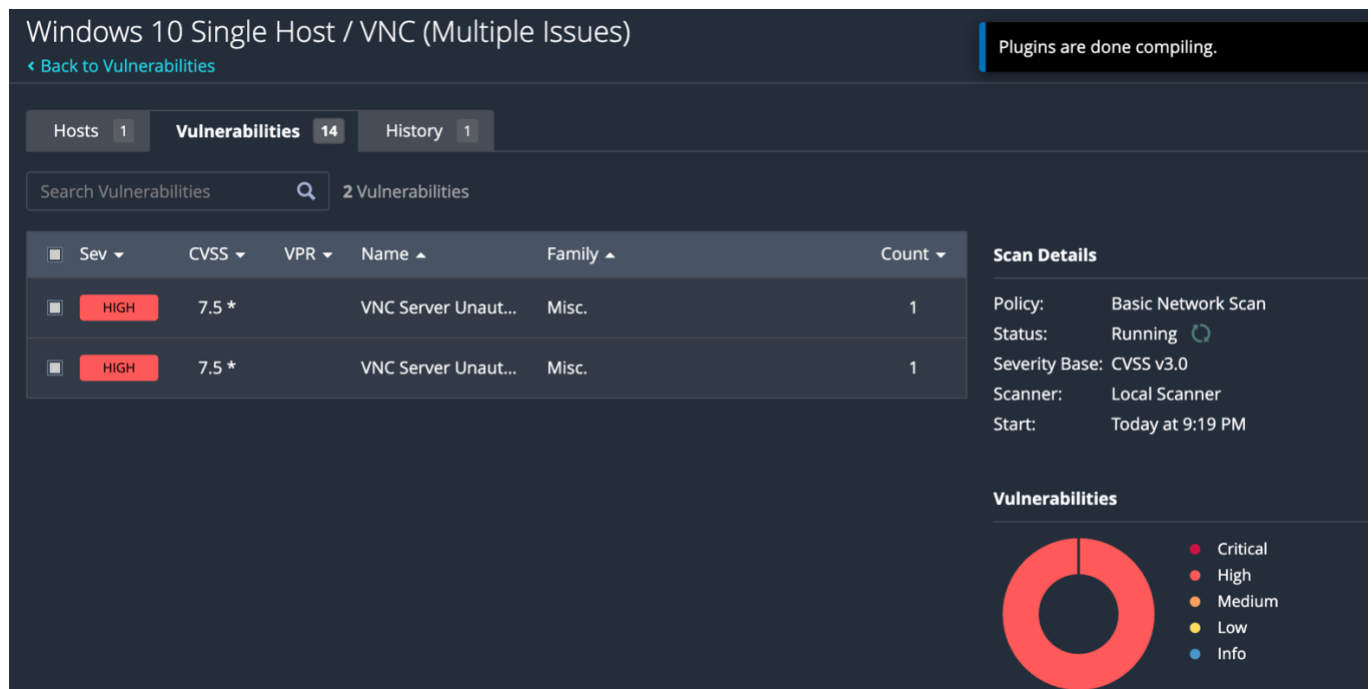 Windows 10 Single Host / VNC (Multiple Issues)
Plugins are done compiling.
< Back to Vulnerabilities
Hosts 1 Vulnerabilities 14 History 1
Search Vulnerabilities 2 Vulnerabilities
Sev CVSS VPR Name Family Count
HIGH 7.5 * VNC Server Unaut... Misc. 1
HIGH 7.5 * VNC Server Unaut... Misc. 1
Scan Details
Policy: Basic Network Scan
Status: Running
Severity Base: CVSS v3.0
Scanner: Local Scanner
Start: Today at 9:19 PM
Vulnerabilities
Critical
High
Medium
Low
Info